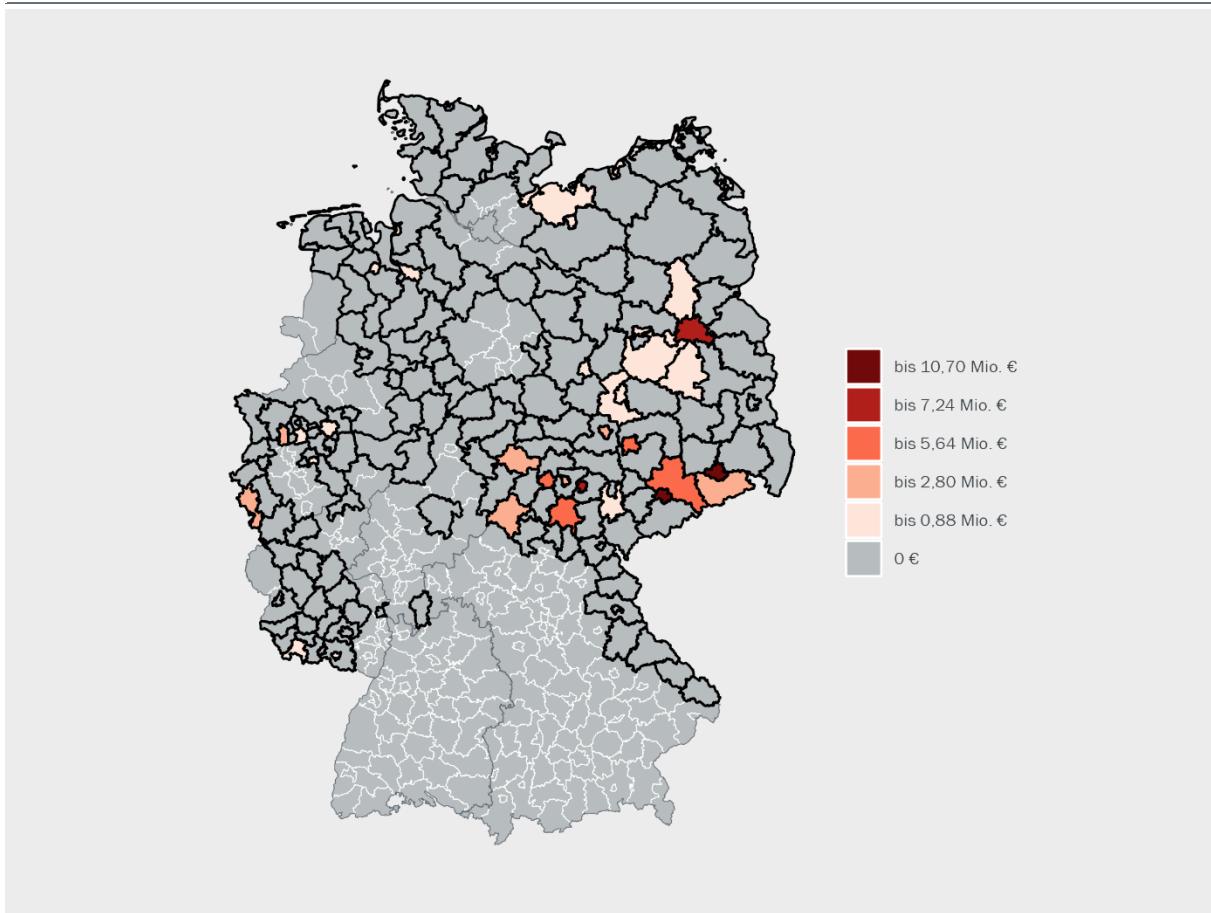 bis 10,70 Mio. €
bis 7,24 Mio. €
bis 5,64 Mio. €
bis 2,80 Mio. €
bis 0,88 Mio. €
0 €